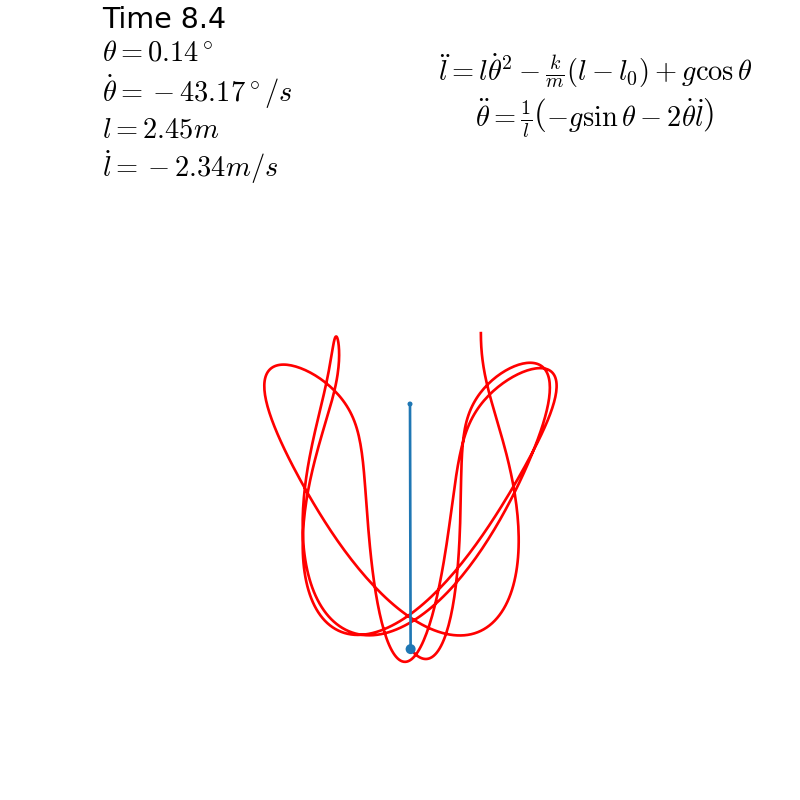 Time 8.4
θ = 0.14°
θ̇ = −43.17°/s
l = 2.45m
l̇ = −2.34m/s
l̈ = lθ̇² − k/m(l − l₀) + g cos θ
θ̈ = 1/l(−g sin θ − 2θ̇l̇)